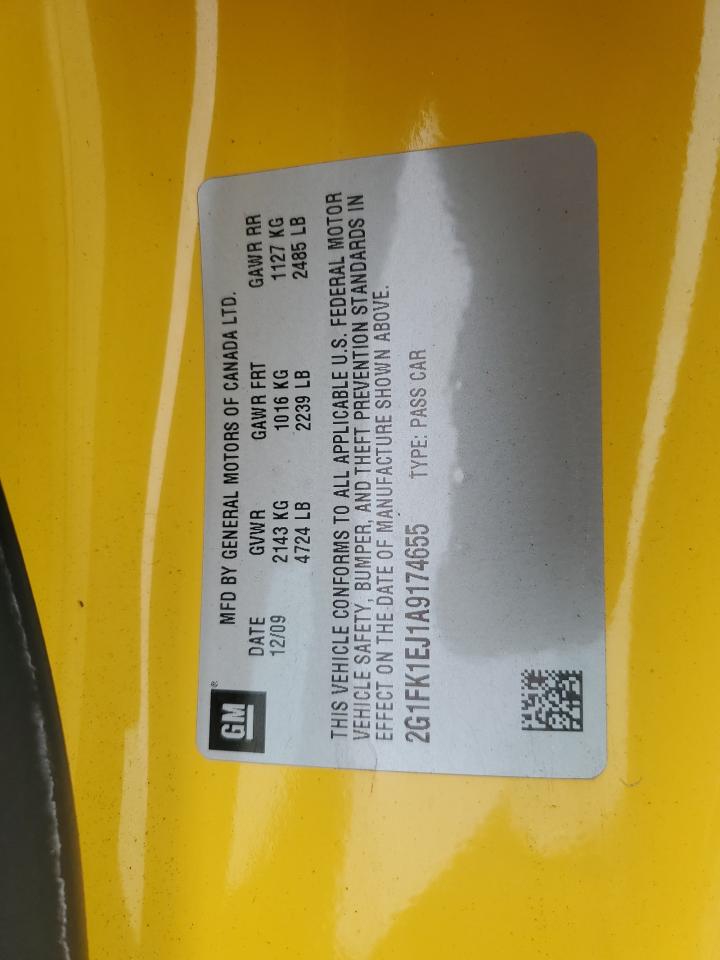 GM®
MFD BY GENERAL MOTORS OF CANADA LTD.
DATE GVWR GAWR FRT GAWR RR
12/09 2143 KG 1016 KG 1127 KG
4724 LB 2239 LB 2485 LB
THIS VEHICLE CONFORMS TO ALL APPLICABLE U.S. FEDERAL MOTOR
VEHICLE SAFETY, BUMPER, AND THEFT PREVENTION STANDARDS IN
EFFECT ON THE DATE OF MANUFACTURE SHOWN ABOVE.
2G1FK1EJ1A9174655 TYPE: PASS CAR